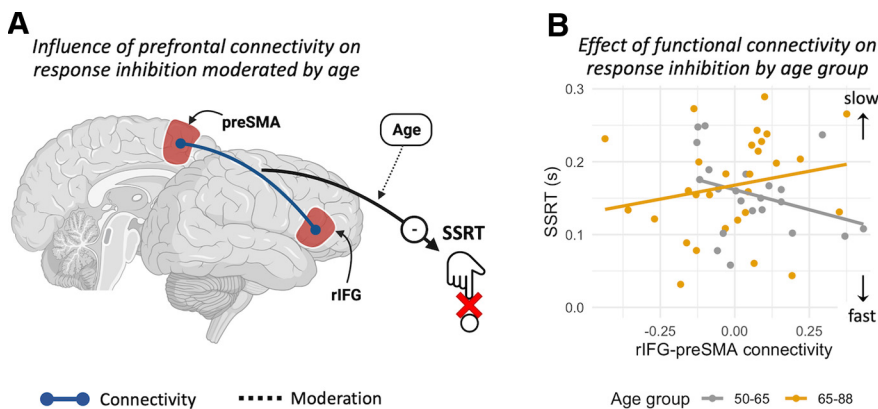 A
Influence of prefrontal connectivity on
response inhibition moderated by age
preSMA
Age
-
SSRT
rIFG
Connectivity
Moderation
B
Effect of functional connectivity on
response inhibition by age group
0.3
slow
0.2
SSRT (s)
0.1
0.0
fast
-0.25 0.00 0.25
rIFG-preSMA connectivity
Age group 50-65 65-88